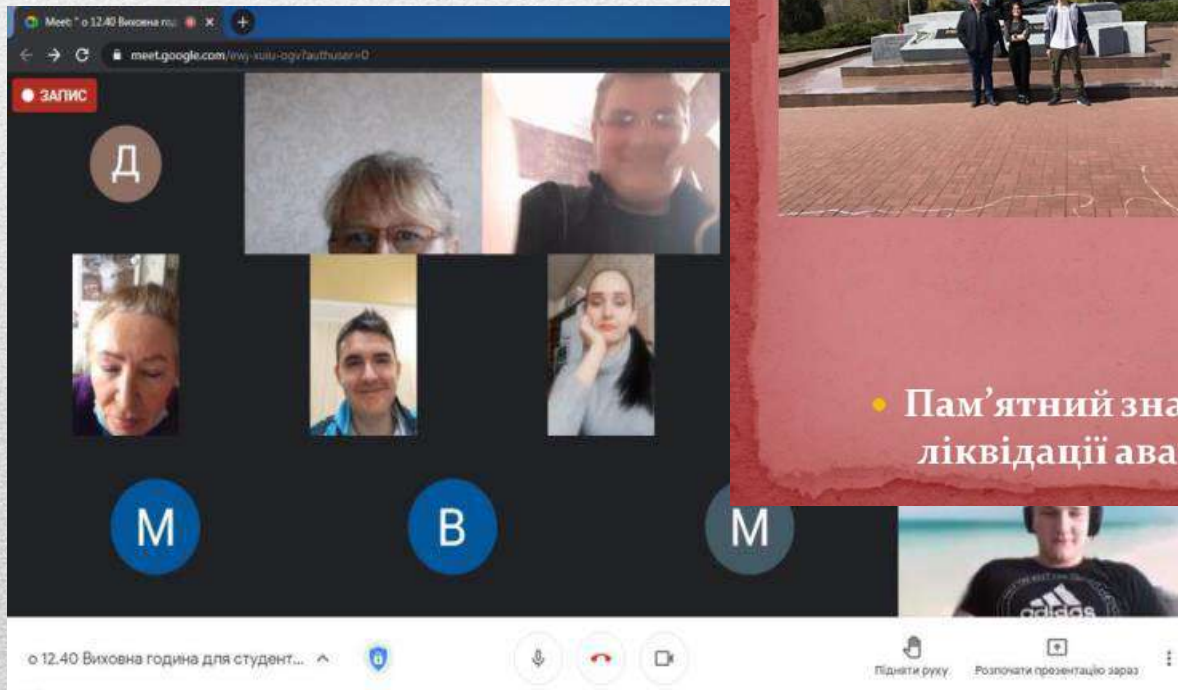 Meet: " о 12.40 Виховна го
meet.google.com/ewj-xuiu-ogv?authuser=0
ЗАПИС
Д
М
В
М
• Пам’ятний зна
ліквідації ава
adidas
о 12.40 Виховна година для студент...
Підняти руку
Розпочати презентацію зараз